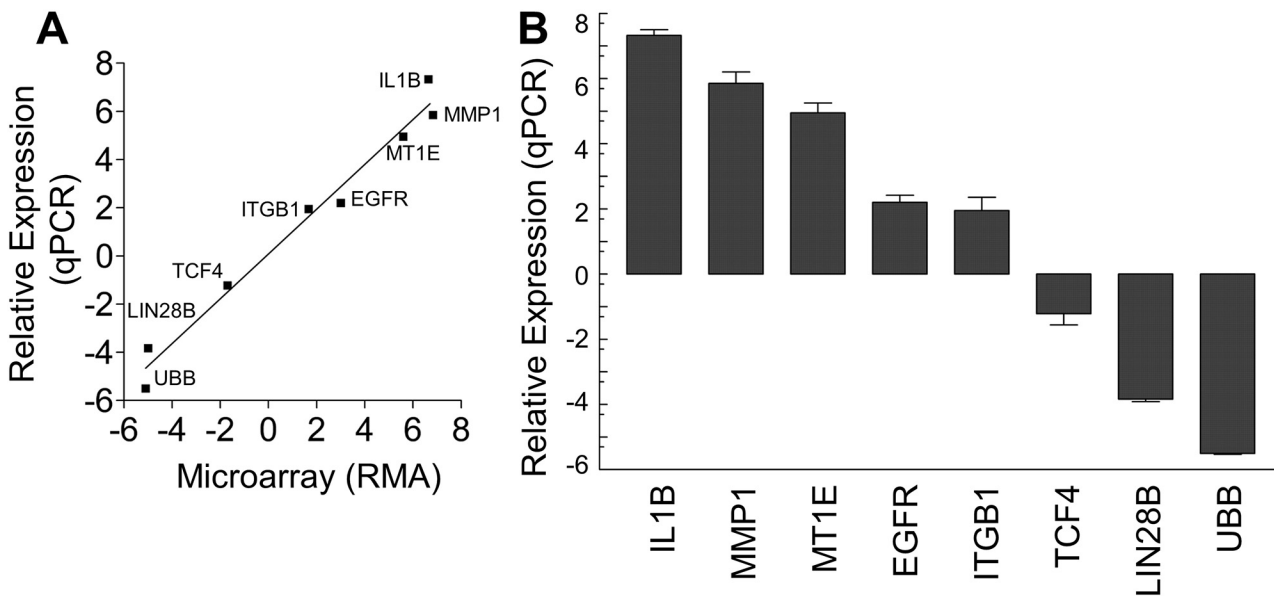 A
Relative Expression
(qPCR)
8
6
4
2
0
-2
-4
-6
IL1B
MMP1
MT1E
EGFR
ITGB1
TCF4
LIN28B
UBB
-6 -4 -2 0 2 4 6 8
Microarray (RMA)
B
Relative Expression (qPCR)
8
6
4
2
0
-2
-4
-6
IL1B
MMP1
MT1E
EGFR
ITGB1
TCF4
LIN28B
UBB